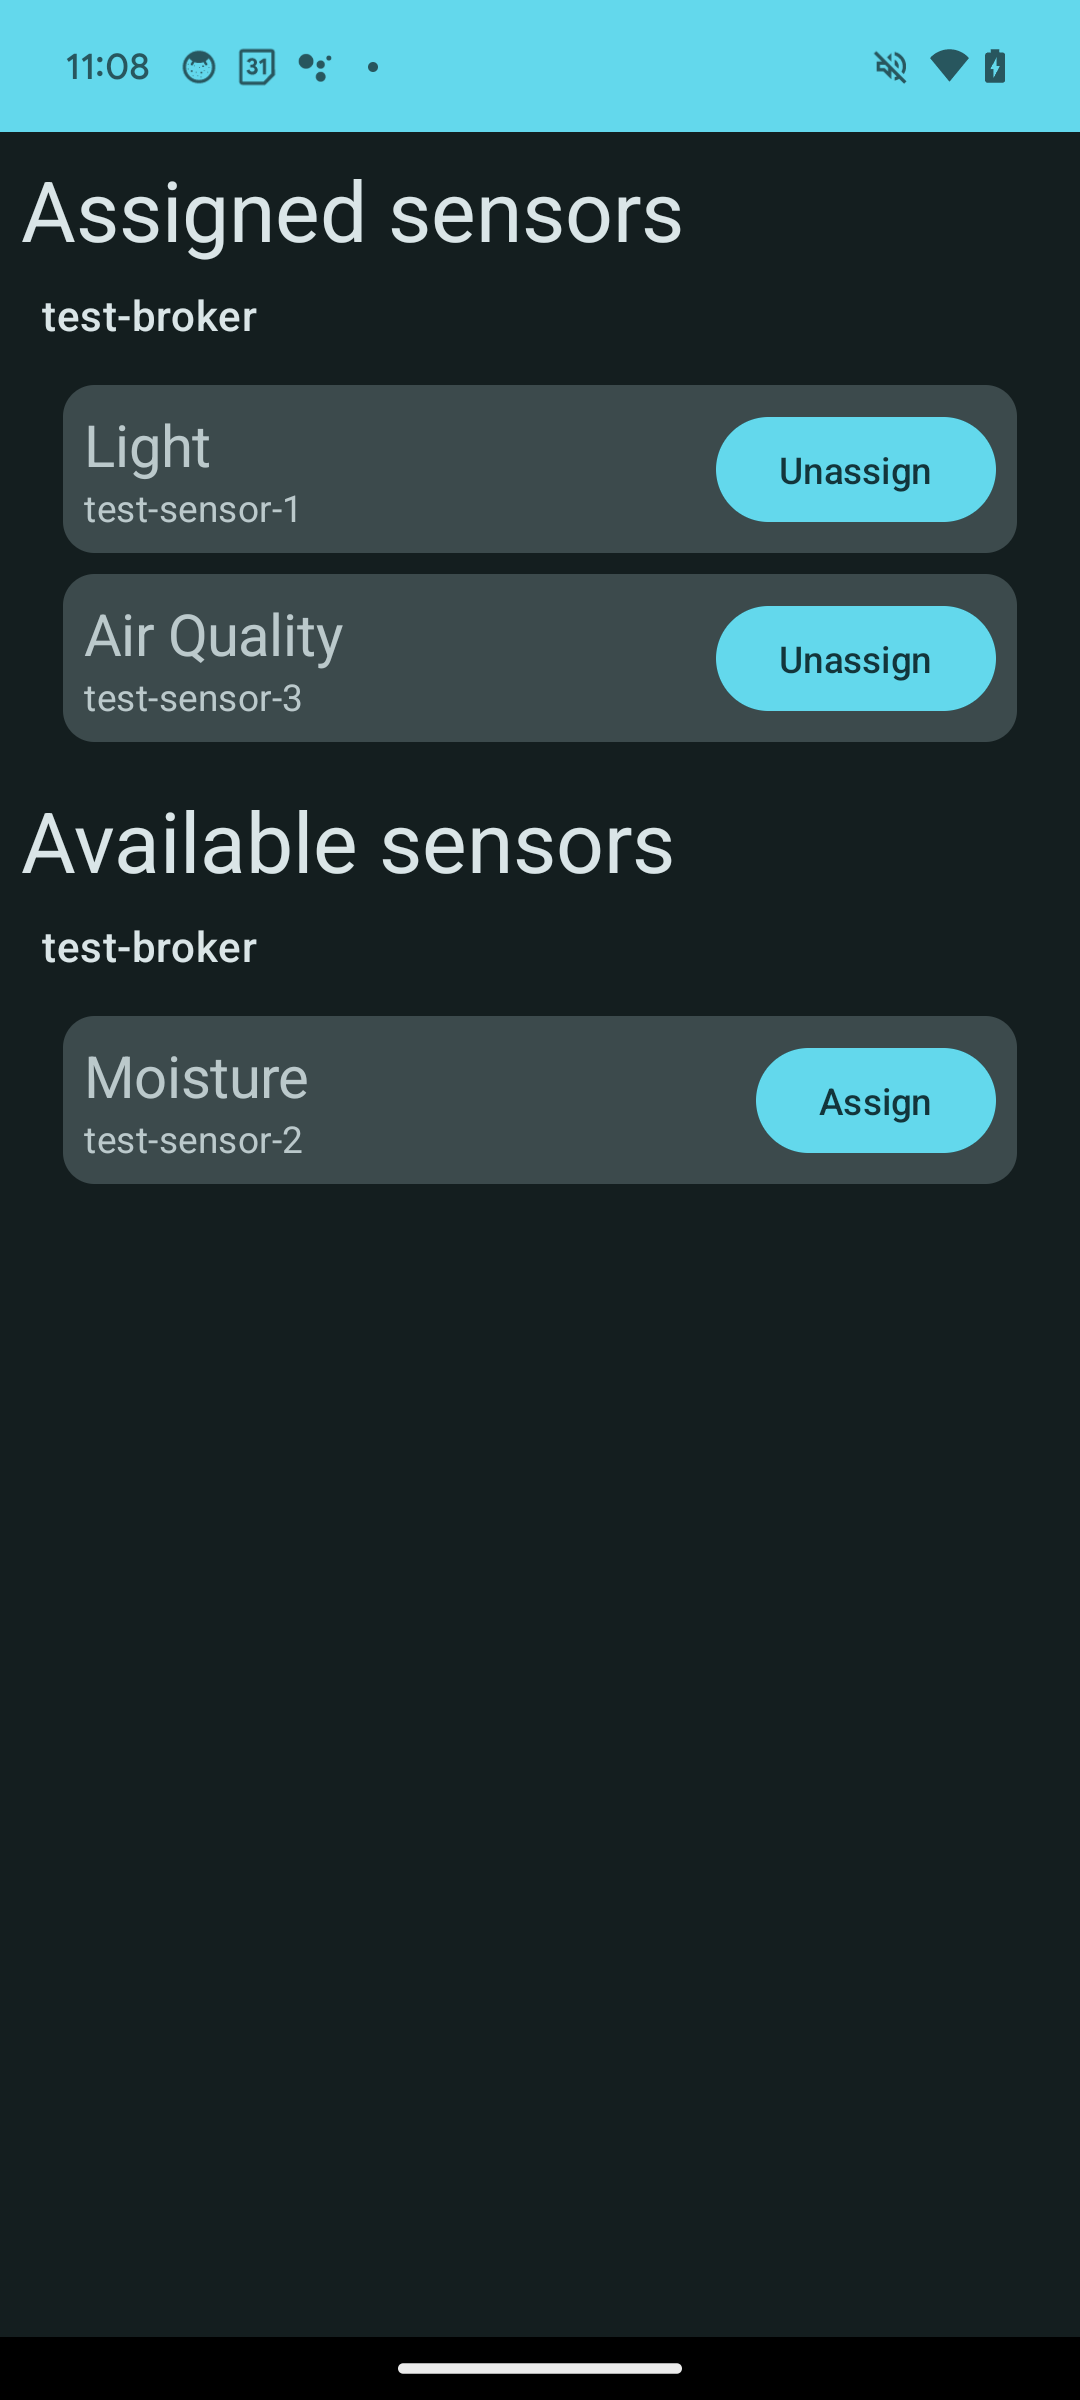 11:08 31
Assigned sensors
test-broker
Light
Unassign
test-sensor-1
Air Quality
Unassign
test-sensor-3
Available sensors
test-broker
Moisture
Assign
test-sensor-2